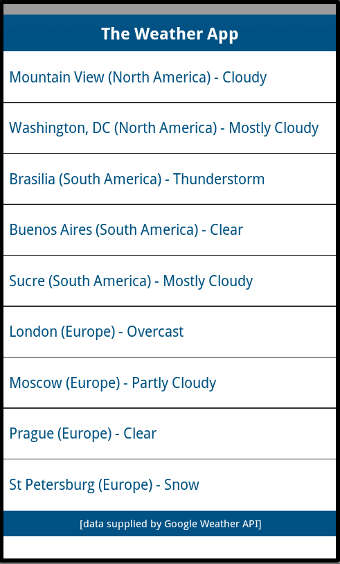 The Weather App
Mountain View (North America) - Cloudy
Washington, DC (North America) - Mostly Cloudy
Brasilia (South America) - Thunderstorm
Buenos Aires (South America) - Clear
Sucre (South America) - Mostly Cloudy
London (Europe) - Overcast
Moscow (Europe) - Partly Cloudy
Prague (Europe) - Clear
St Petersburg (Europe) - Snow
[data supplied by Google Weather API]